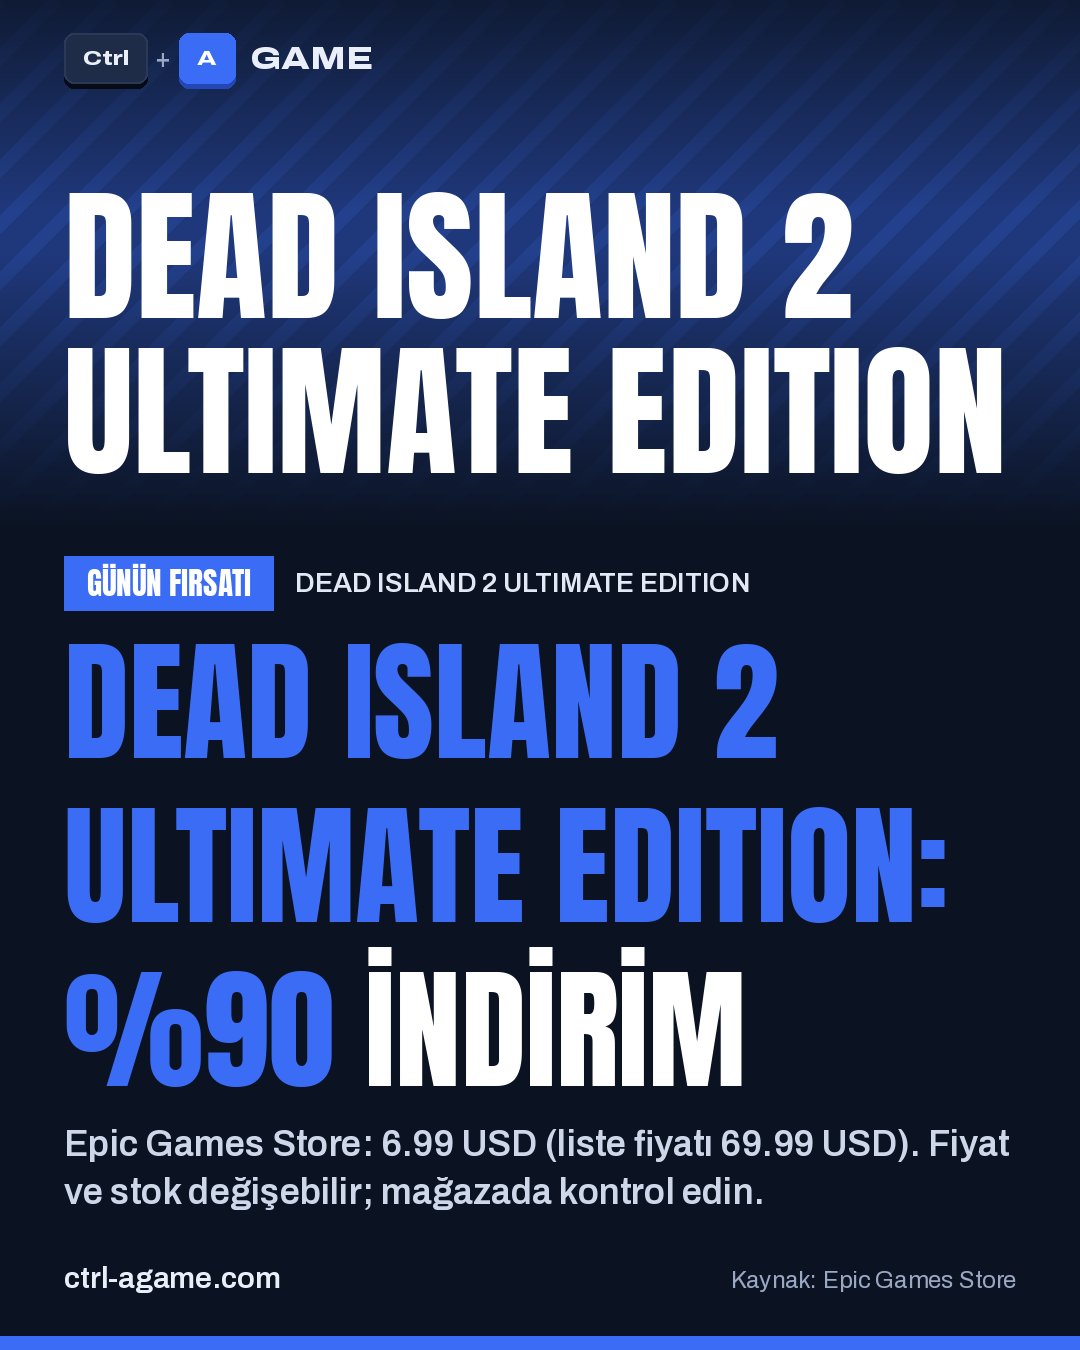 Ctrl + A GAME
DEAD ISLAND 2
ULTIMATE EDITION
GÜNÜN FIRSATI DEAD ISLAND 2 ULTIMATE EDITION
DEAD ISLAND 2
ULTIMATE EDITION:
%90 İNDİRİM
Epic Games Store: 6.99 USD (liste fiyatı 69.99 USD). Fiyat
ve stok değişebilir; mağazada kontrol edin.
ctrl-agame.com Kaynak: Epic Games Store